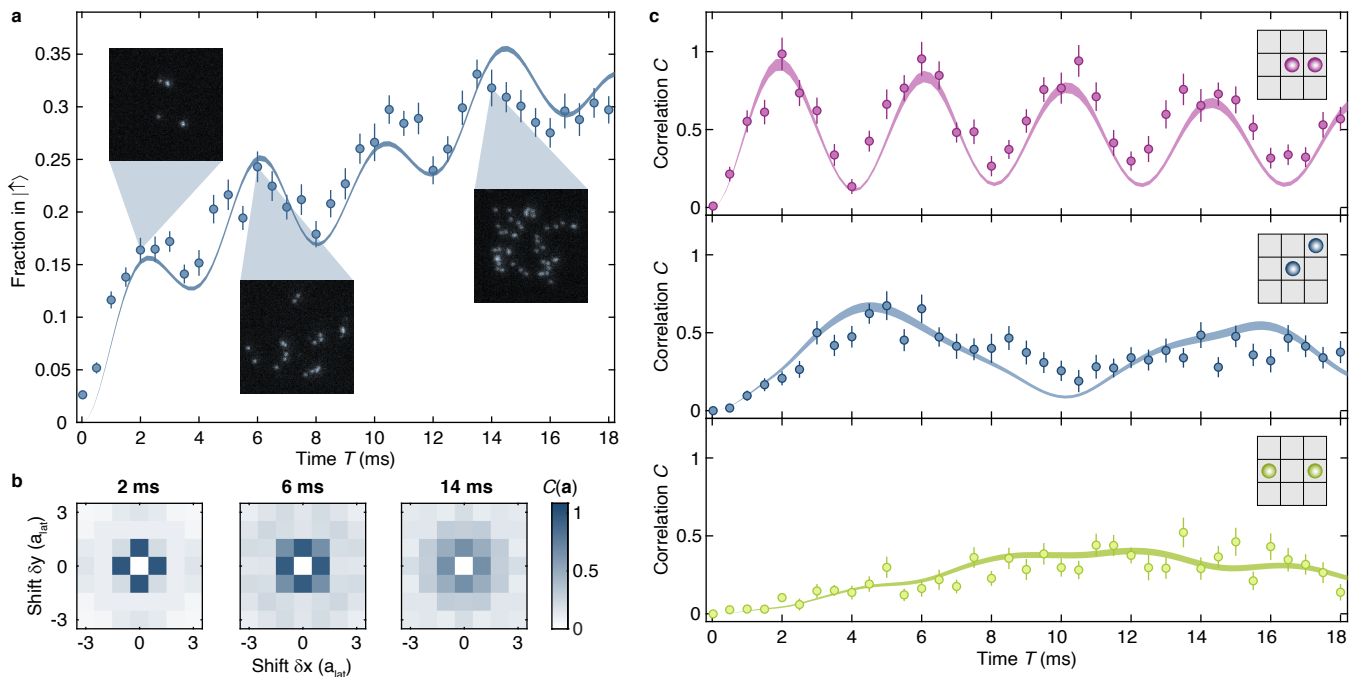 a
Fraction in |↑⟩
0.35
0.3
0.25
0.2
0.15
0.1
0.05
0
0 2 4 6 8 10 12 14 16 18
Time T (ms)
b
2 ms 6 ms 14 ms C(a)
Shift δy (a_lat)
3
0
-3
-3 0 3 -3 0 3 -3 0 3
Shift δx (a_lat)
1
0.5
0
c
Correlation C
1
0.5
0
Correlation C
1
0.5
0
Correlation C
1
0.5
0
0 2 4 6 8 10 12 14 16 18
Time T (ms)